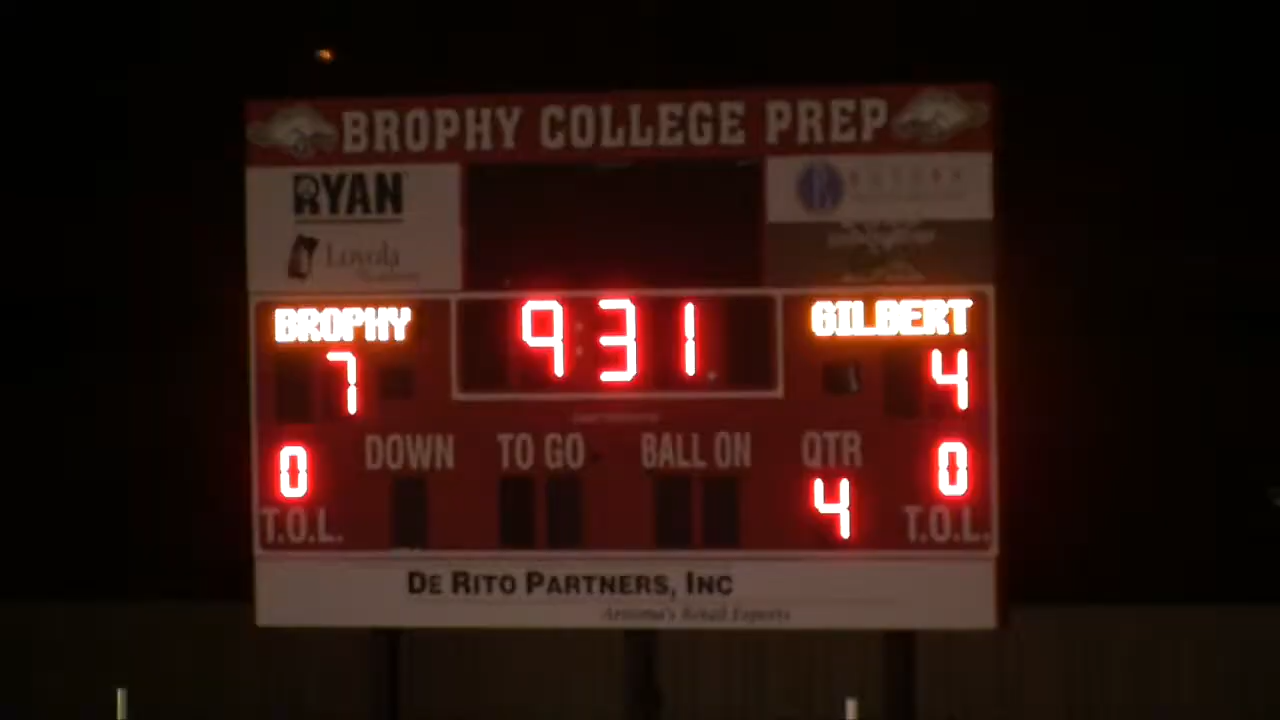 BROPHY COLLEGE PREP
RYAN
Loyola
BROPHY
9:31
GILBERT
7
4
DOWN
TO GO
BALL ON
QTR
0
4
0
T.O.L.
T.O.L.
DE RITO PARTNERS, INC
Arizona's Retail Experts